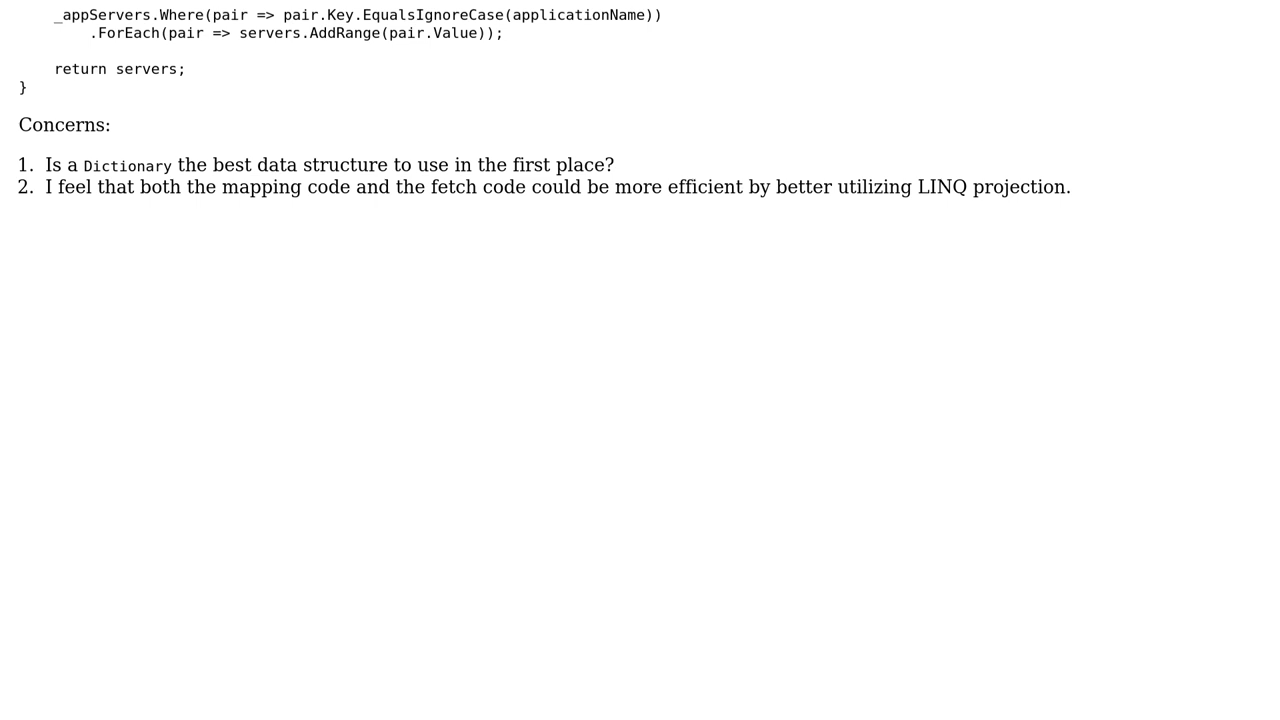 _appServers.Where(pair => pair.Key.EqualsIgnoreCase(applicationName))
.ForEach(pair => servers.AddRange(pair.Value));
return servers;
}
Concerns:
1. Is a Dictionary the best data structure to use in the first place?
2. I feel that both the mapping code and the fetch code could be more efficient by better utilizing LINQ projection.